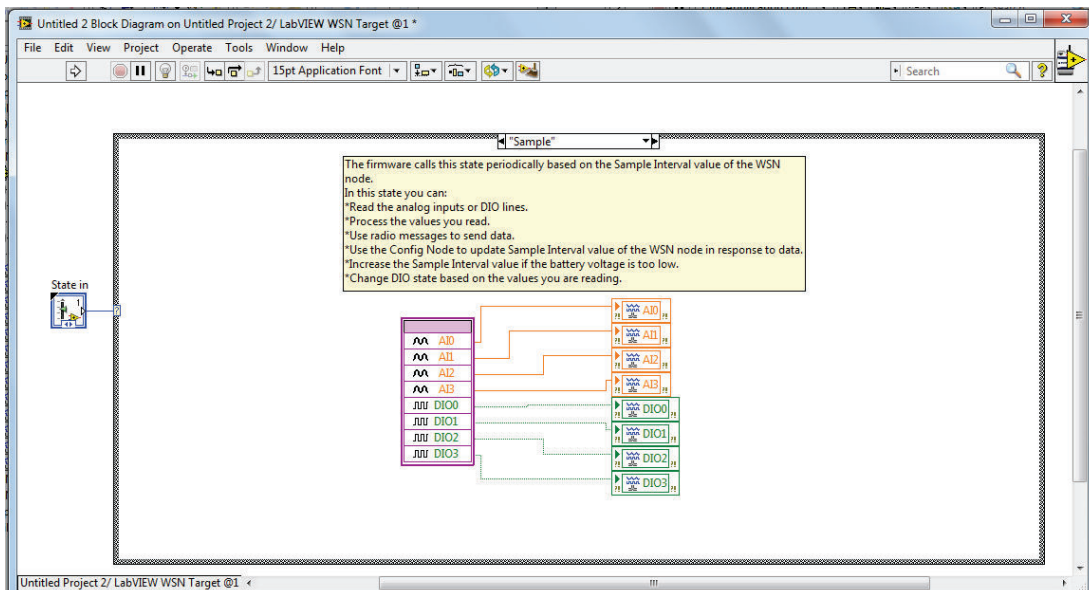 Untitled 2 Block Diagram on Untitled Project 2/ LabVIEW WSN Target @1 *
File Edit View Project Operate Tools Window Help
15pt Application Font
Search
"Sample"
The firmware calls this state periodically based on the Sample Interval value of the WSN
node.
In this state you can:
*Read the analog inputs or DIO lines.
*Process the values you read.
*Use radio messages to send data.
*Use the Config Node to update Sample Interval value of the WSN node in response to data.
*Increase the Sample Interval value if the battery voltage is too low.
*Change DIO state based on the values you are reading.
State in
1
?
AI0
AI1
AI2
AI3
DIO0
DIO1
DIO2
DIO3
AI0
AI1
AI2
AI3
DIO0
DIO1
DIO2
DIO3
Untitled Project 2/ LabVIEW WSN Target @1